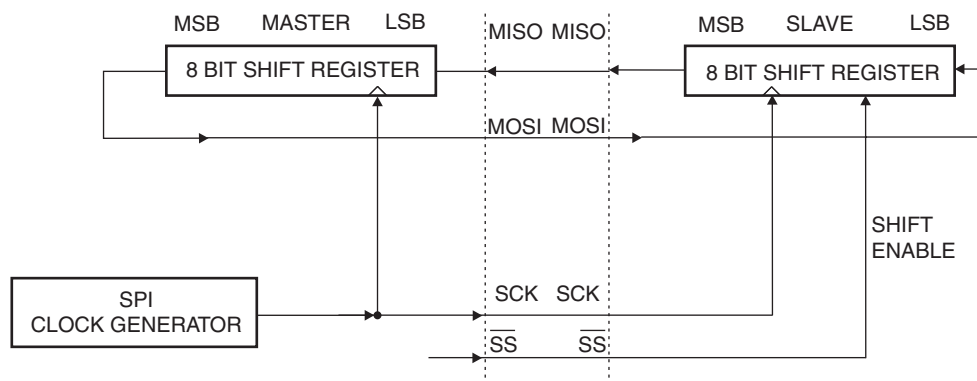 MSB MASTER LSB
MISO MISO
MSB SLAVE LSB
8 BIT SHIFT REGISTER
8 BIT SHIFT REGISTER
MOSI MOSI
SHIFT
ENABLE
SPI
CLOCK GENERATOR
SCK SCK
SS SS